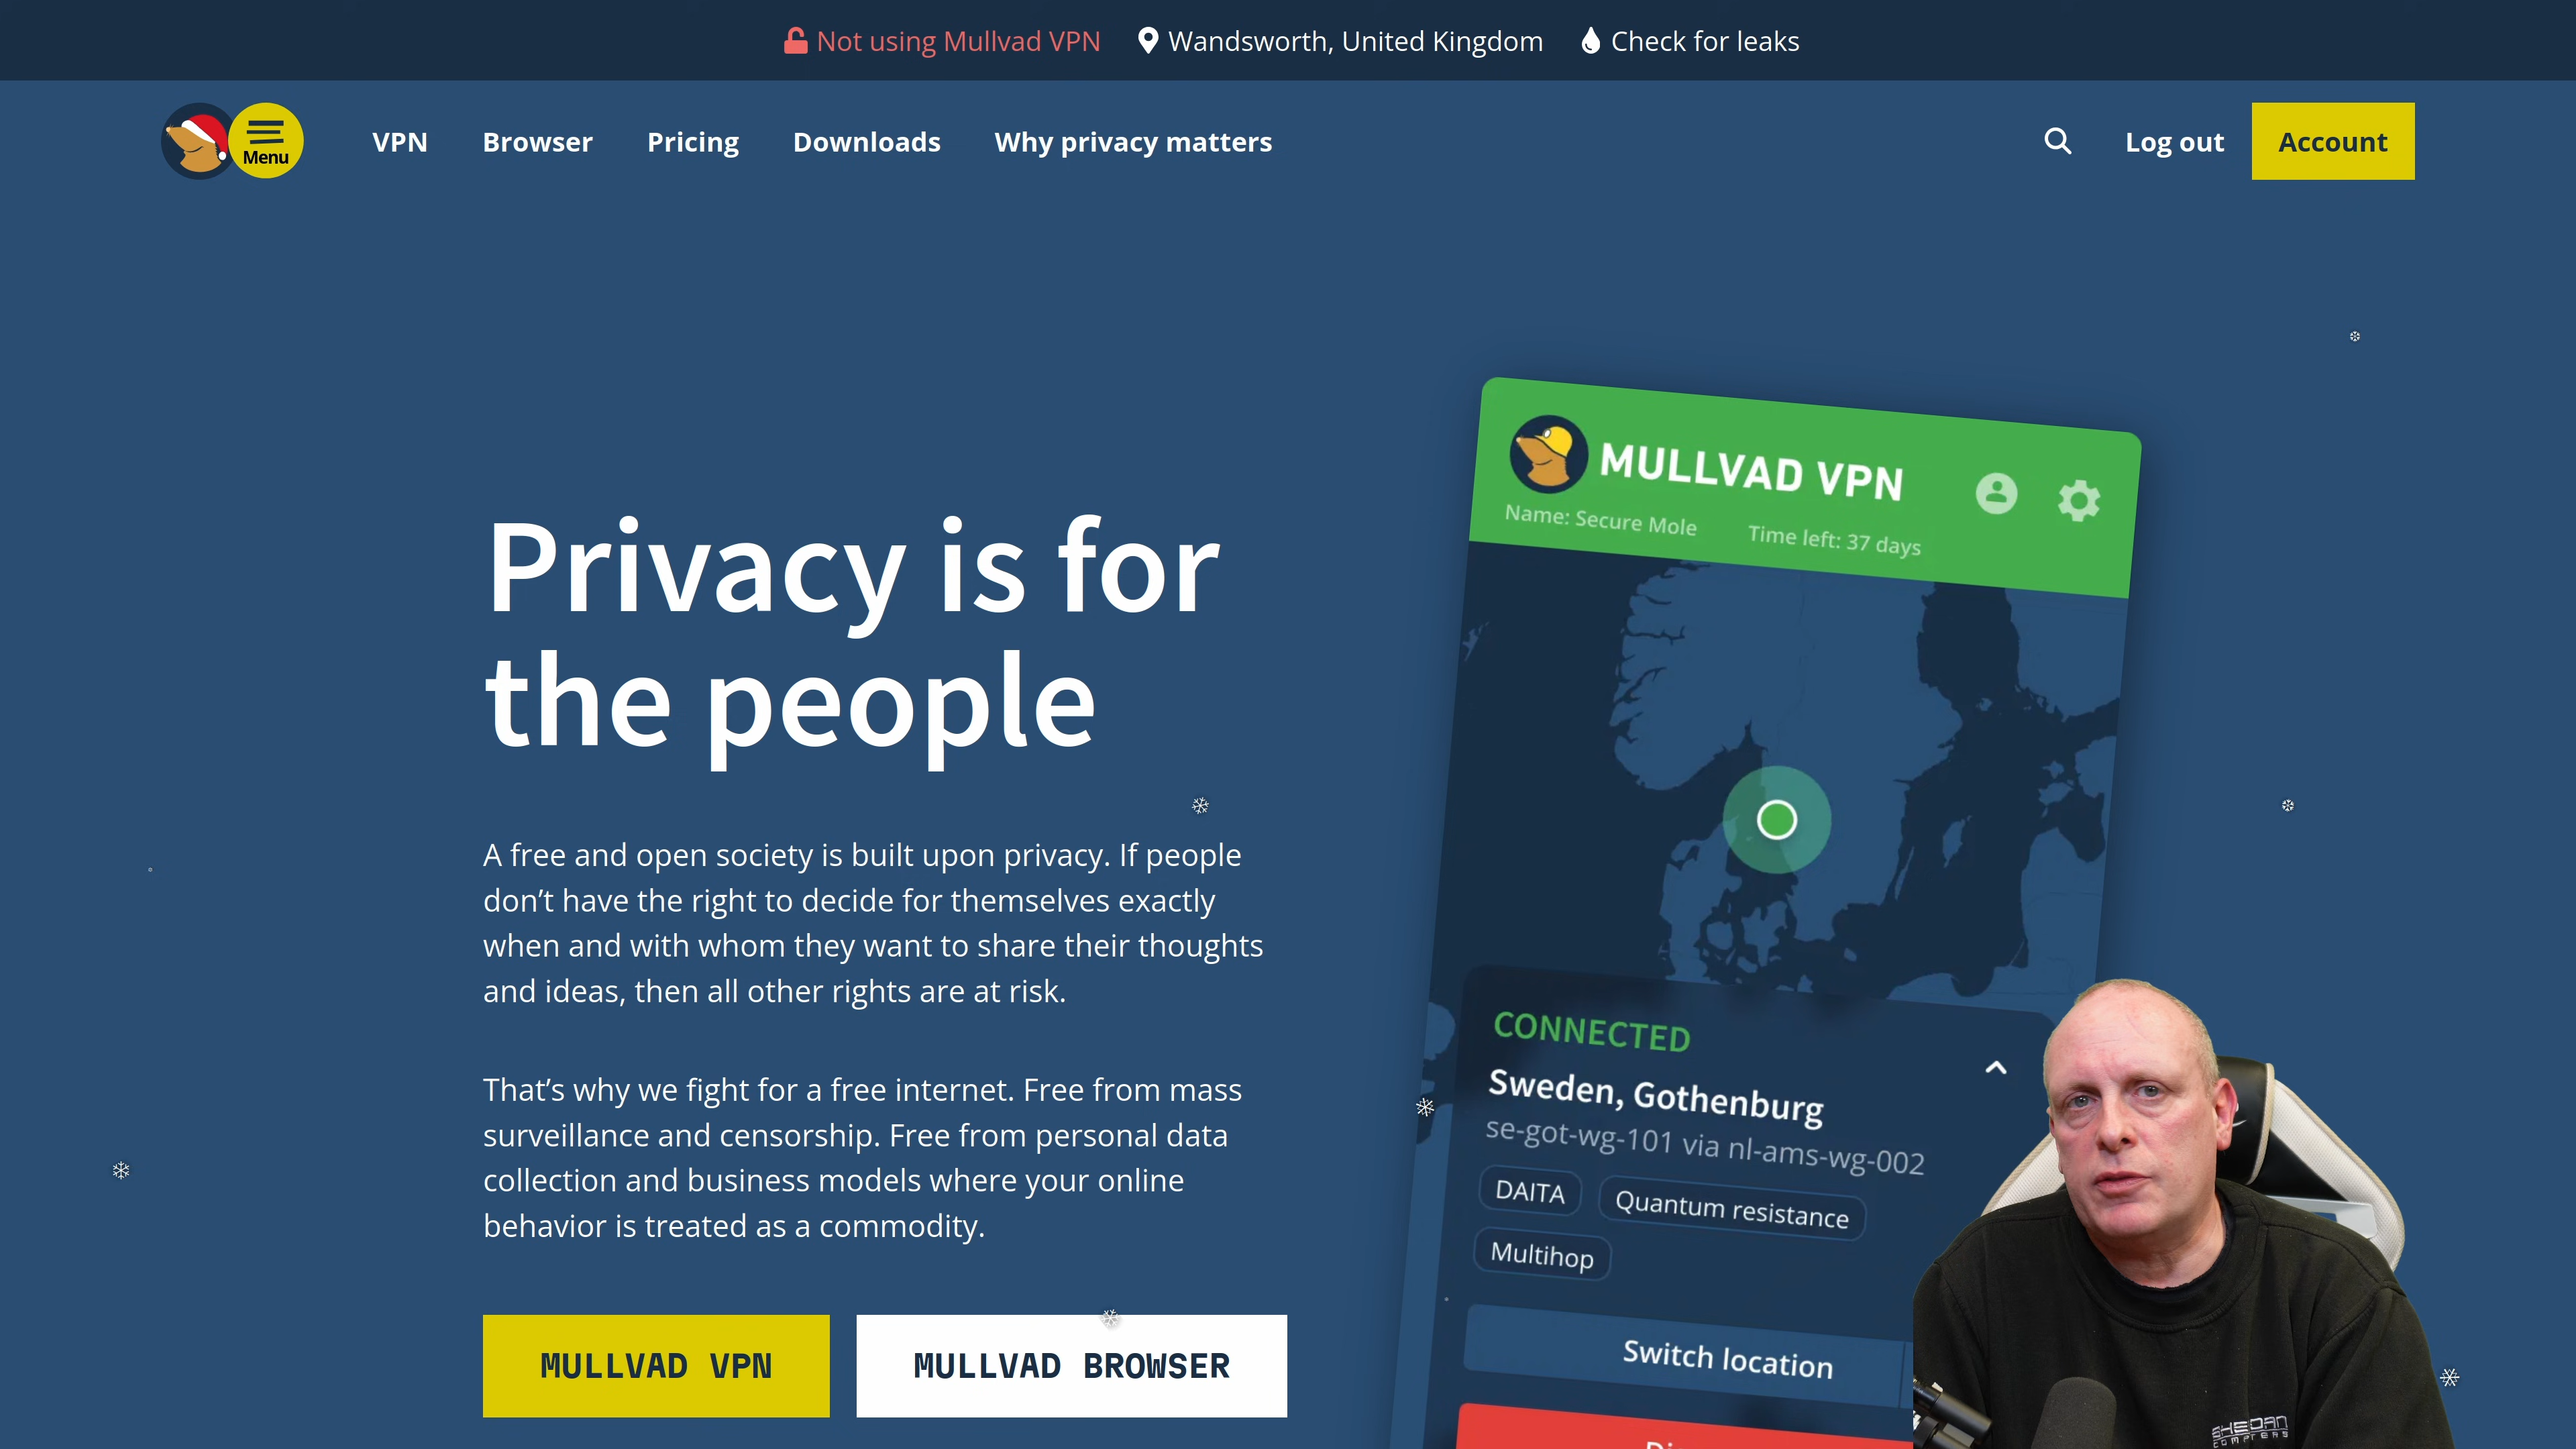 Not using Mullvad VPN Wandsworth, United Kingdom Check for leaks
Menu VPN Browser Pricing Downloads Why privacy matters Log out Account
MULLVAD VPN
Name: Secure Mole Time left: 37 days
Privacy is for
the people
A free and open society is built upon privacy. If people
don’t have the right to decide for themselves exactly
when and with whom they want to share their thoughts
and ideas, then all other rights are at risk.
That’s why we fight for a free internet. Free from mass
surveillance and censorship. Free from personal data
collection and business models where your online
behavior is treated as a commodity.
MULLVAD VPN MULLVAD BROWSER
CONNECTED
Sweden, Gothenburg
se-got-wg-101 via nl-ams-wg-002
DAITA Quantum resistance
Multihop
Switch location